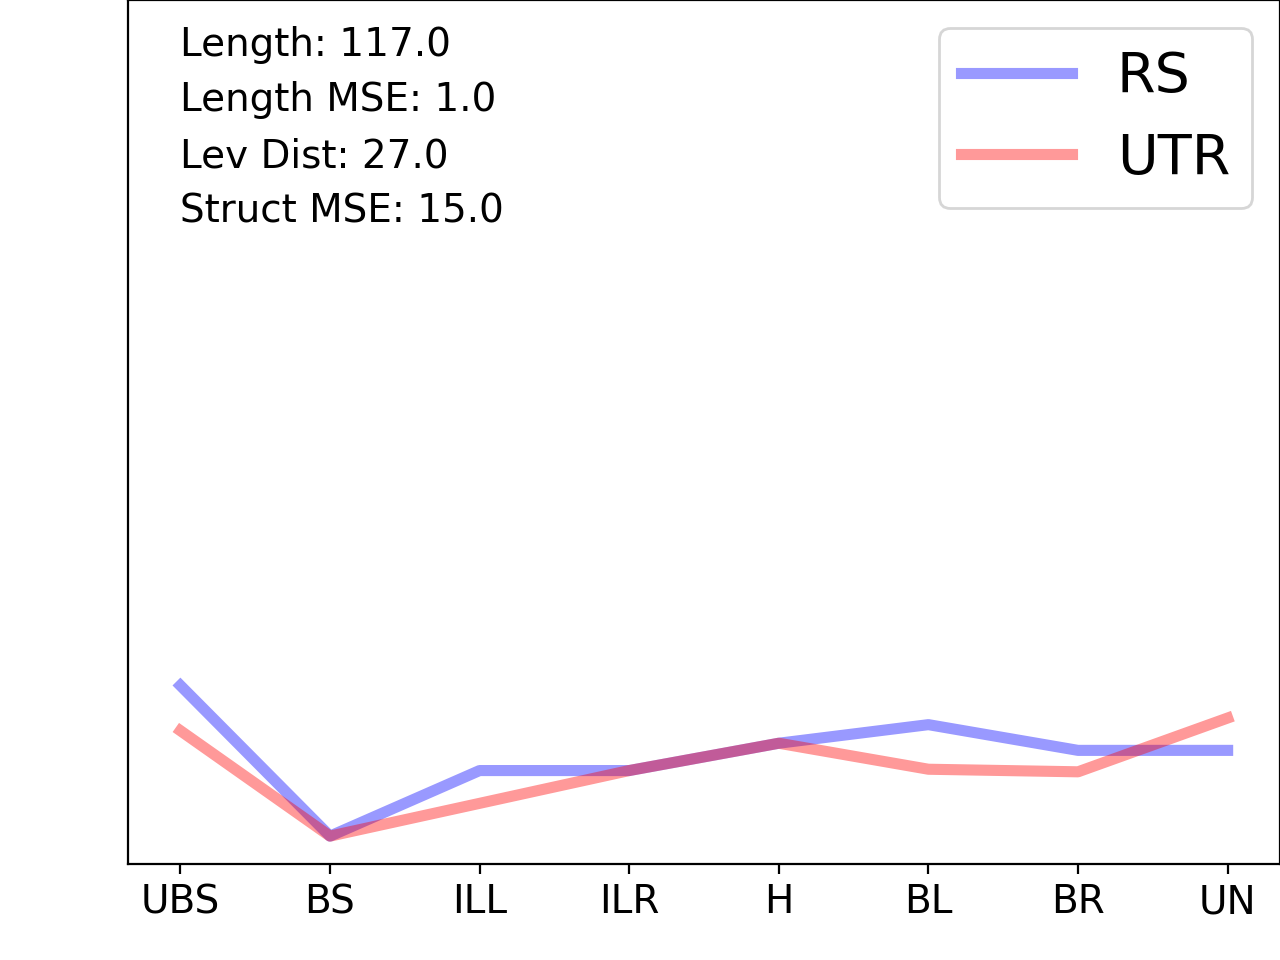 Length: 117.0
Length MSE: 1.0
Lev Dist: 27.0
Struct MSE: 15.0
RS
UTR
UBS BS ILL ILR H BL BR UN